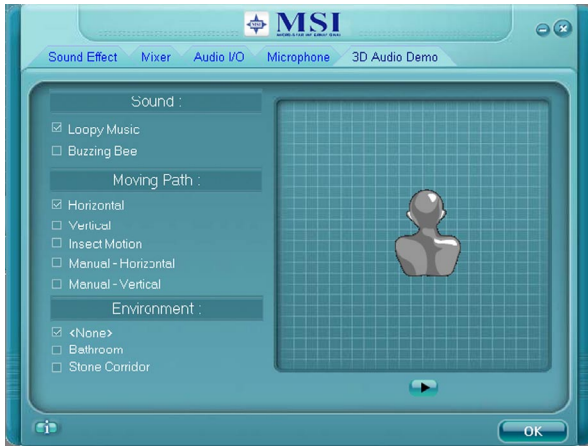 MSI
Sound Effect Mixer Audio I/O Microphone 3D Audio Demo
Sound :
Loopy Music
Buzzing Bee
Moving Path :
Horizontal
Vertical
Insect Motion
Manual - Horizontal
Manual - Vertical
Environment :
<None>
Bathroom
Stone Corridor
OK